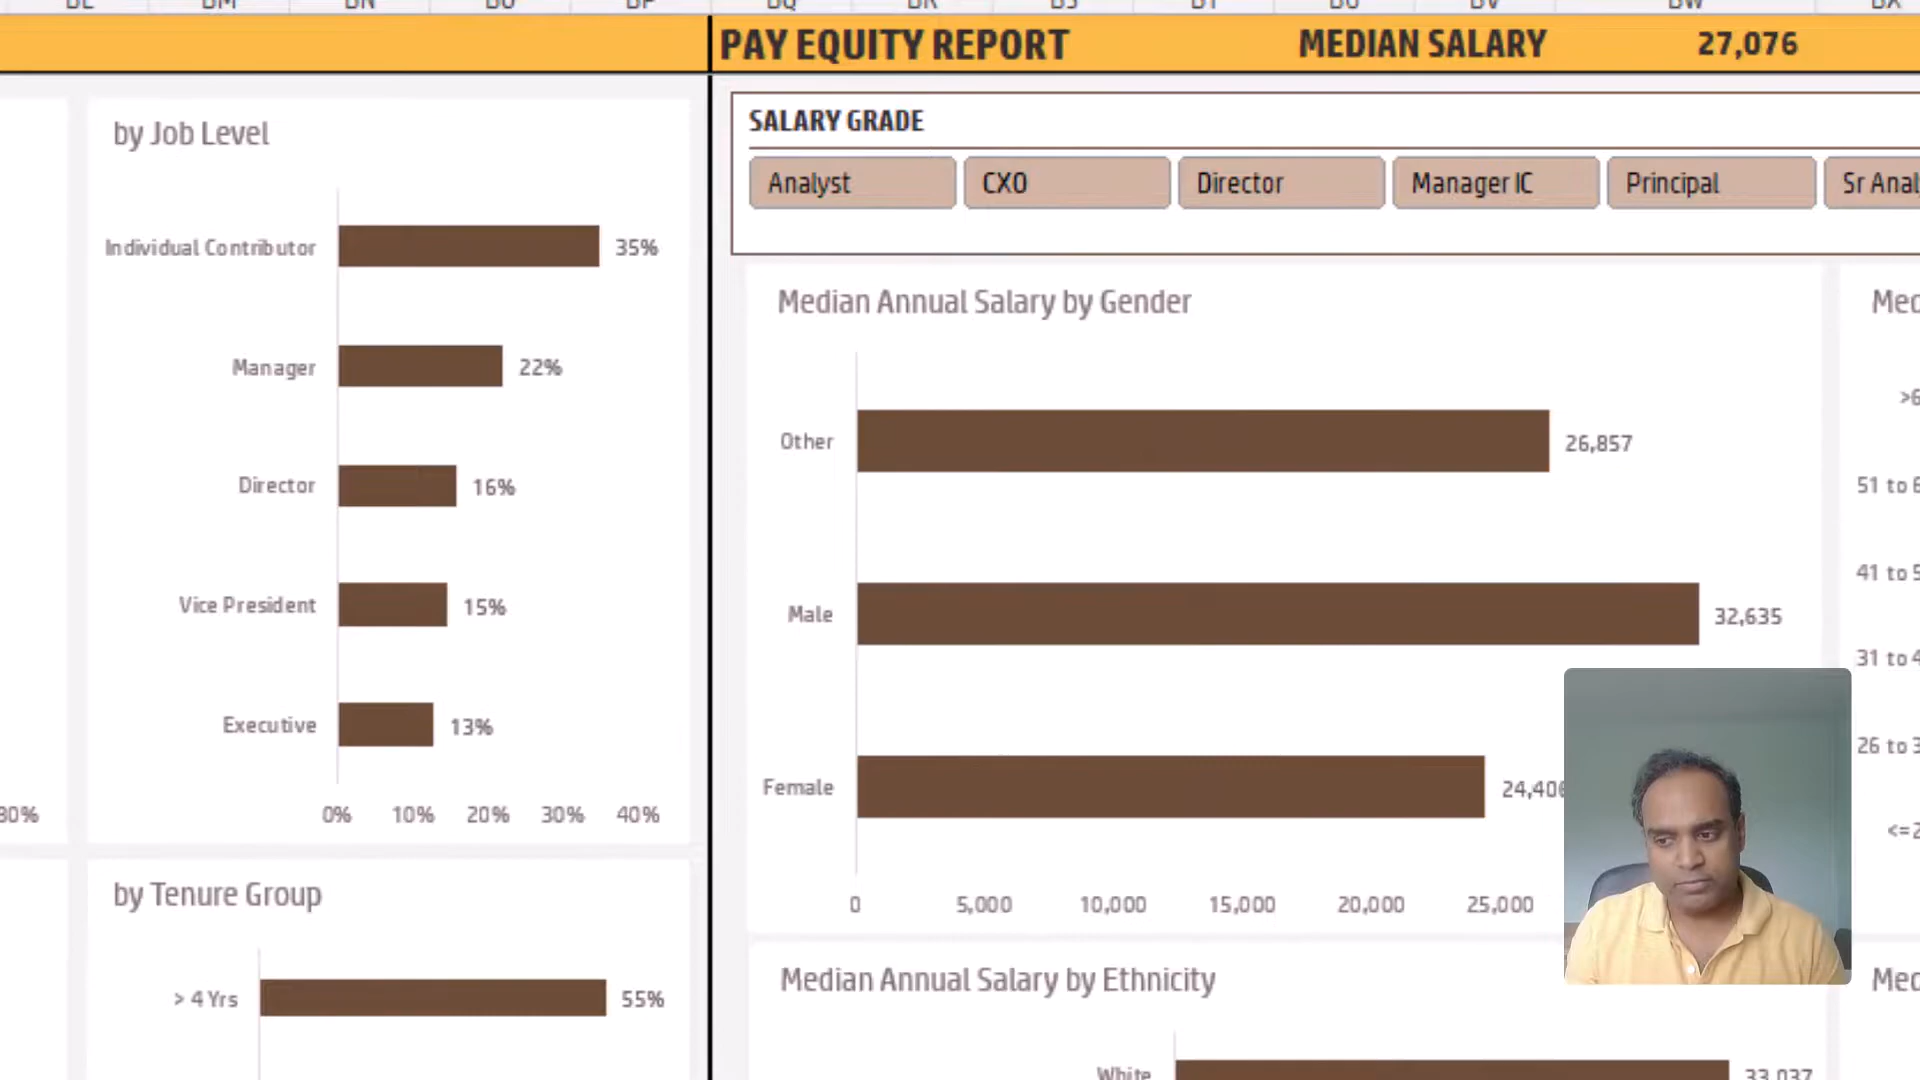 PAY EQUITY REPORT
MEDIAN SALARY
27,076
by Job Level
Individual Contributor 35%
Manager 22%
Director 16%
Vice President 15%
Executive 13%
0% 10% 20% 30% 40%
by Tenure Group
> 4 Yrs 55%
SALARY GRADE
Analyst CXO Director Manager IC Principal
Median Annual Salary by Gender
Other 26,857
Male 32,635
Female
0 5,000 10,000 15,000 20,000 25,000
Median Annual Salary by Ethnicity
White 33,037